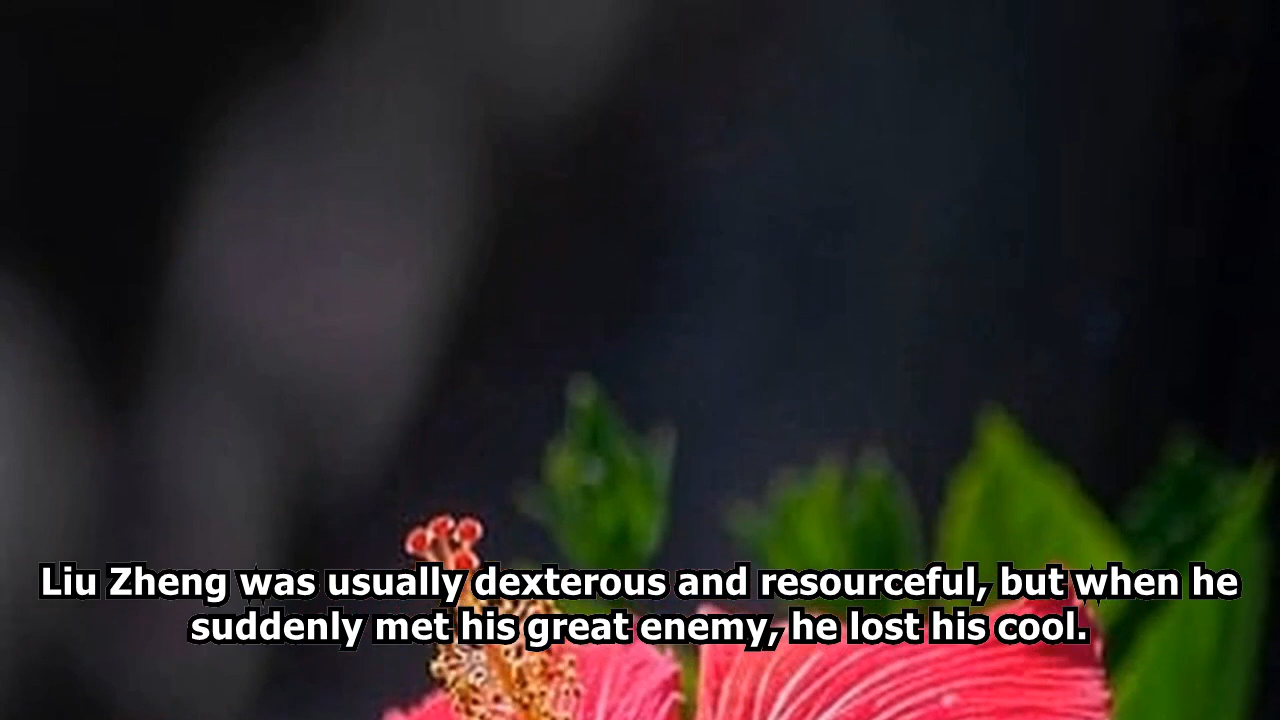 Liu Zheng was usually dexterous and resourceful, but when he
suddenly met his great enemy, he lost his cool.